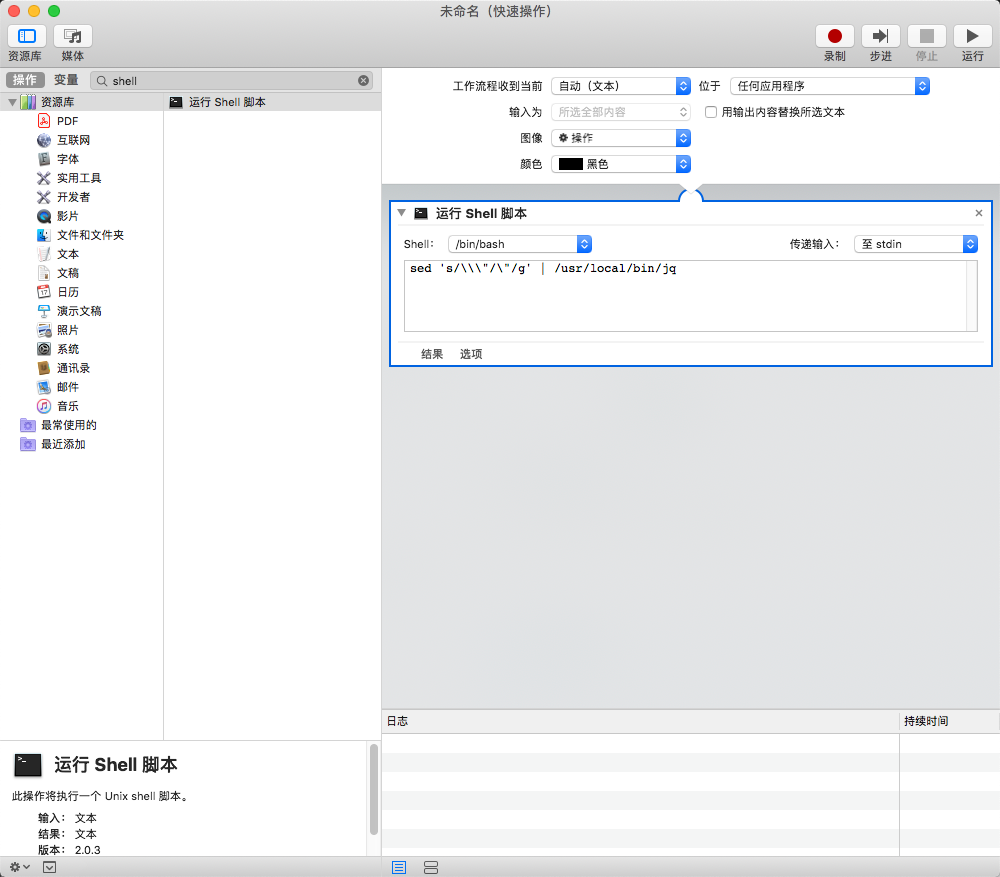 未命名（快速操作）
资源库 媒体 录制 步进 停止 运行
操作 变量 shell
资源库
PDF
互联网
字体
实用工具
开发者
影片
文件和文件夹
文本
文稿
日历
演示文稿
照片
系统
通讯录
邮件
音乐
最常使用的
最近添加
运行 Shell 脚本
工作流程收到当前 自动（文本） 位于 任何应用程序
输入为 所选全部内容 用输出内容替换所选文本
图像 操作
颜色 黑色
运行 Shell 脚本
Shell： /bin/bash 传递输入： 至 stdin
sed 's/\\\"/\"/g' | /usr/local/bin/jq
结果 选项
日志 持续时间
运行 Shell 脚本
此操作将执行一个 Unix shell 脚本。
输入： 文本
结果： 文本
版本： 2.0.3